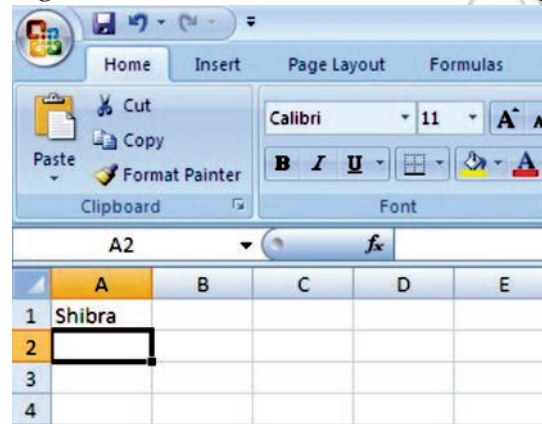 Home Insert Page Layout Formulas
Cut
Copy
Paste
Format Painter
Calibri 11 A A
B I U A
Clipboard Font
A2 fx
A B C D E
1 Shibra
2
3
4